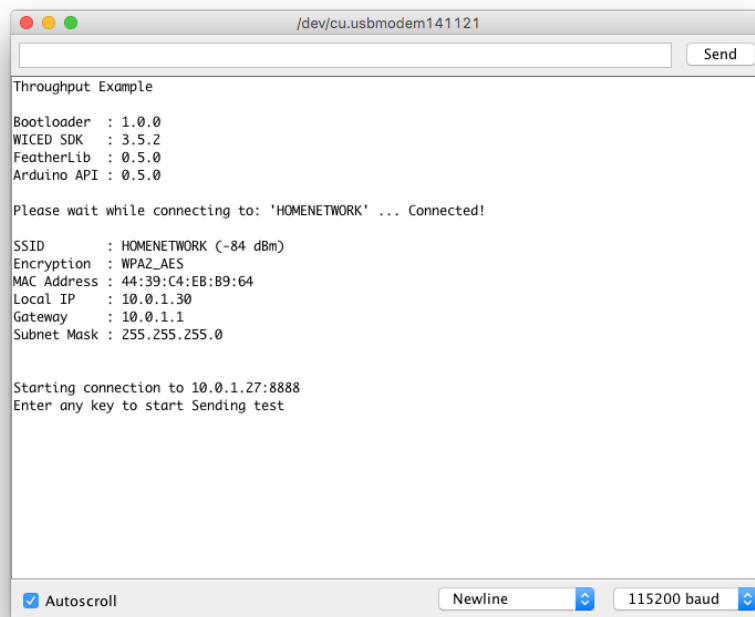 /dev/cu.usbmodem141121
Send
Throughput Example
Bootloader : 1.0.0
WICED SDK : 3.5.2
FeatherLib : 0.5.0
Arduino API : 0.5.0
Please wait while connecting to: 'HOMENETWORK' ... Connected!
SSID : HOMENETWORK (-84 dBm)
Encryption : WPA2_AES
MAC Address : 44:39:C4:EB:B9:64
Local IP : 10.0.1.30
Gateway : 10.0.1.1
Subnet Mask : 255.255.255.0
Starting connection to 10.0.1.27:8888
Enter any key to start Sending test
Autoscroll Newline 115200 baud